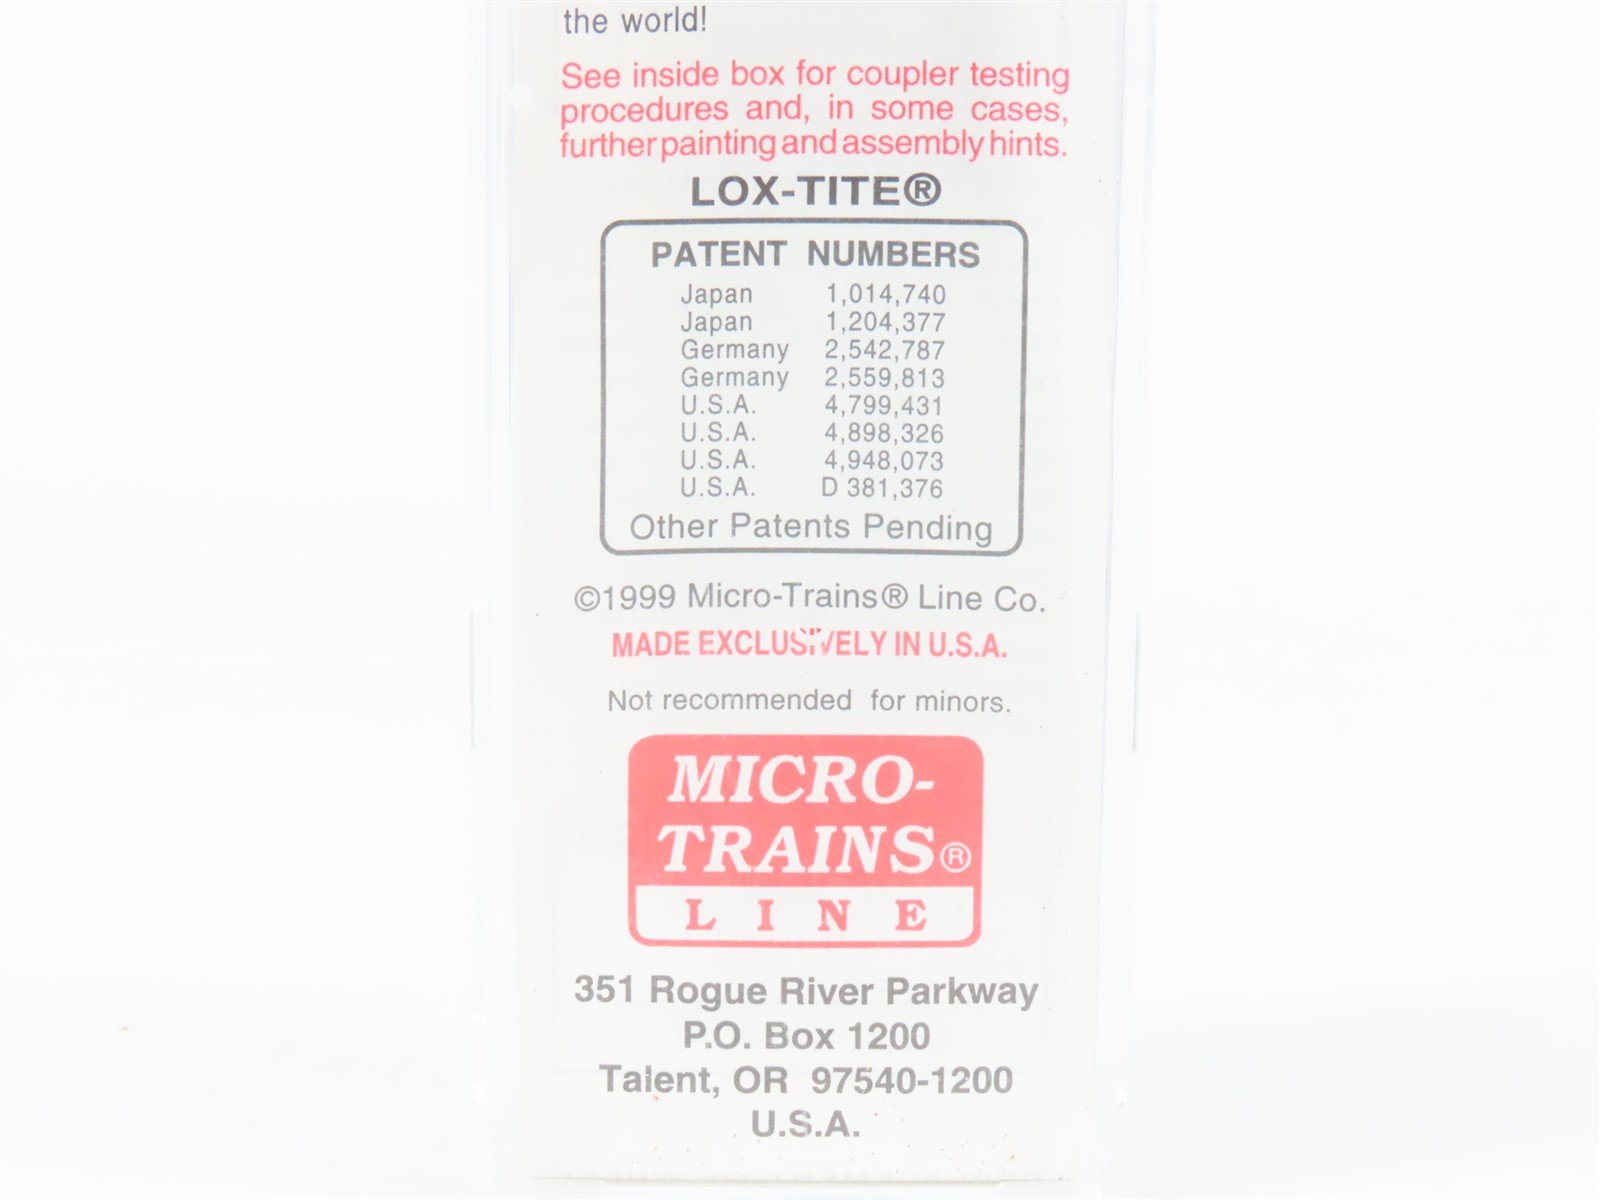 the world!
See inside box for coupler testing
procedures and, in some cases,
further painting and assembly hints.
LOX-TITE®
PATENT NUMBERS
Japan 1,014,740
Japan 1,204,377
Germany 2,542,787
Germany 2,559,813
U.S.A. 4,799,431
U.S.A. 4,898,326
U.S.A. 4,948,073
U.S.A. D 381,376
Other Patents Pending
©1999 Micro-Trains® Line Co.
MADE EXCLUSIVELY IN U.S.A.
Not recommended for minors.
MICRO-
TRAINS®
LINE
351 Rogue River Parkway
P.O. Box 1200
Talent, OR 97540-1200
U.S.A.